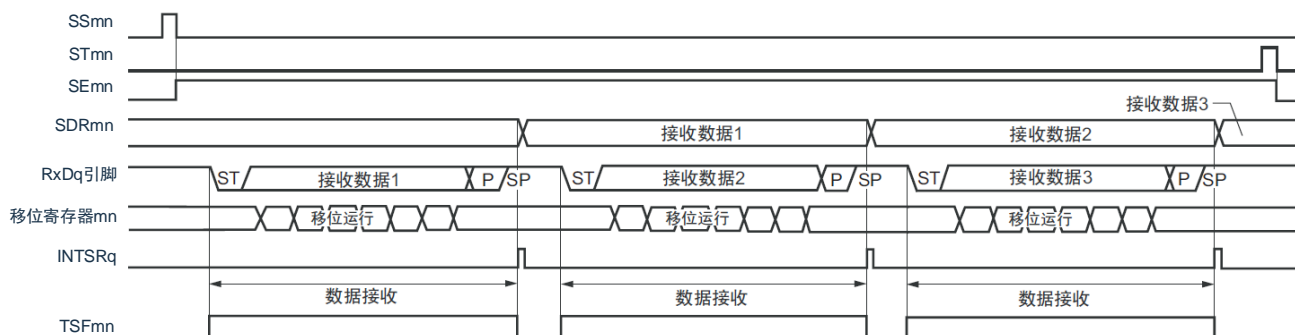 SSmn
STmn
SEmn
接收数据3
SDRmn 接收数据1 接收数据2
RxDq引脚 ST 接收数据1 P SP ST 接收数据2 P SP ST 接收数据3 P SP
移位寄存器mn 移位运行 移位运行 移位运行
INTSRq
数据接收 数据接收 数据接收
TSFmn